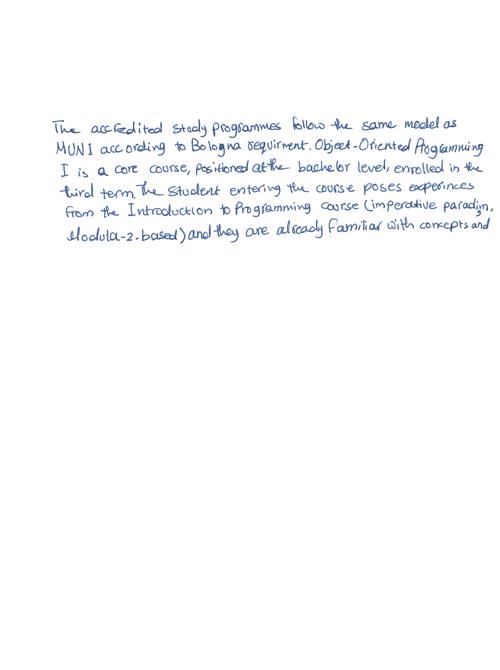 The accredited study programmes follow the same model as
MUNI according to Bologna requirment. Object-Oriented Programming
I is a core course, positioned at the bachelor level, enrolled in the
third term. The student entering the course poses experinces
from the Introduction to Programming course (imperative paradim,
Modula-2-based) and they are already familiar with concepts and